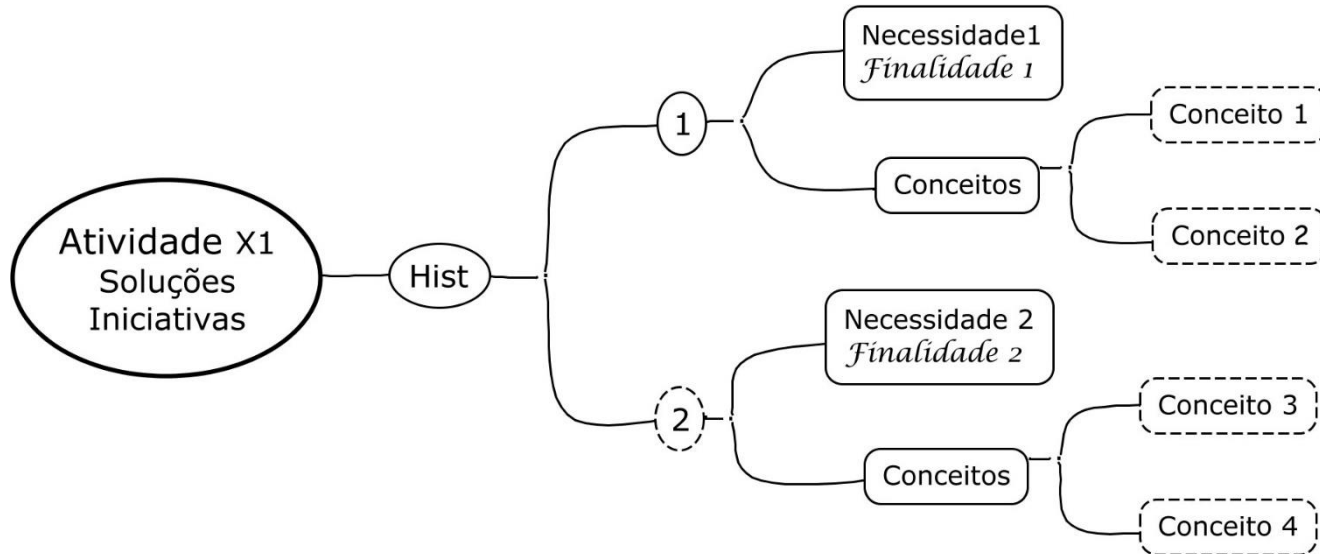 Atividade X1
Soluções
Iniciativas
Hist
1
Necessidade1
Finalidade 1
Conceitos
Conceito 1
Conceito 2
2
Necessidade 2
Finalidade 2
Conceitos
Conceito 3
Conceito 4